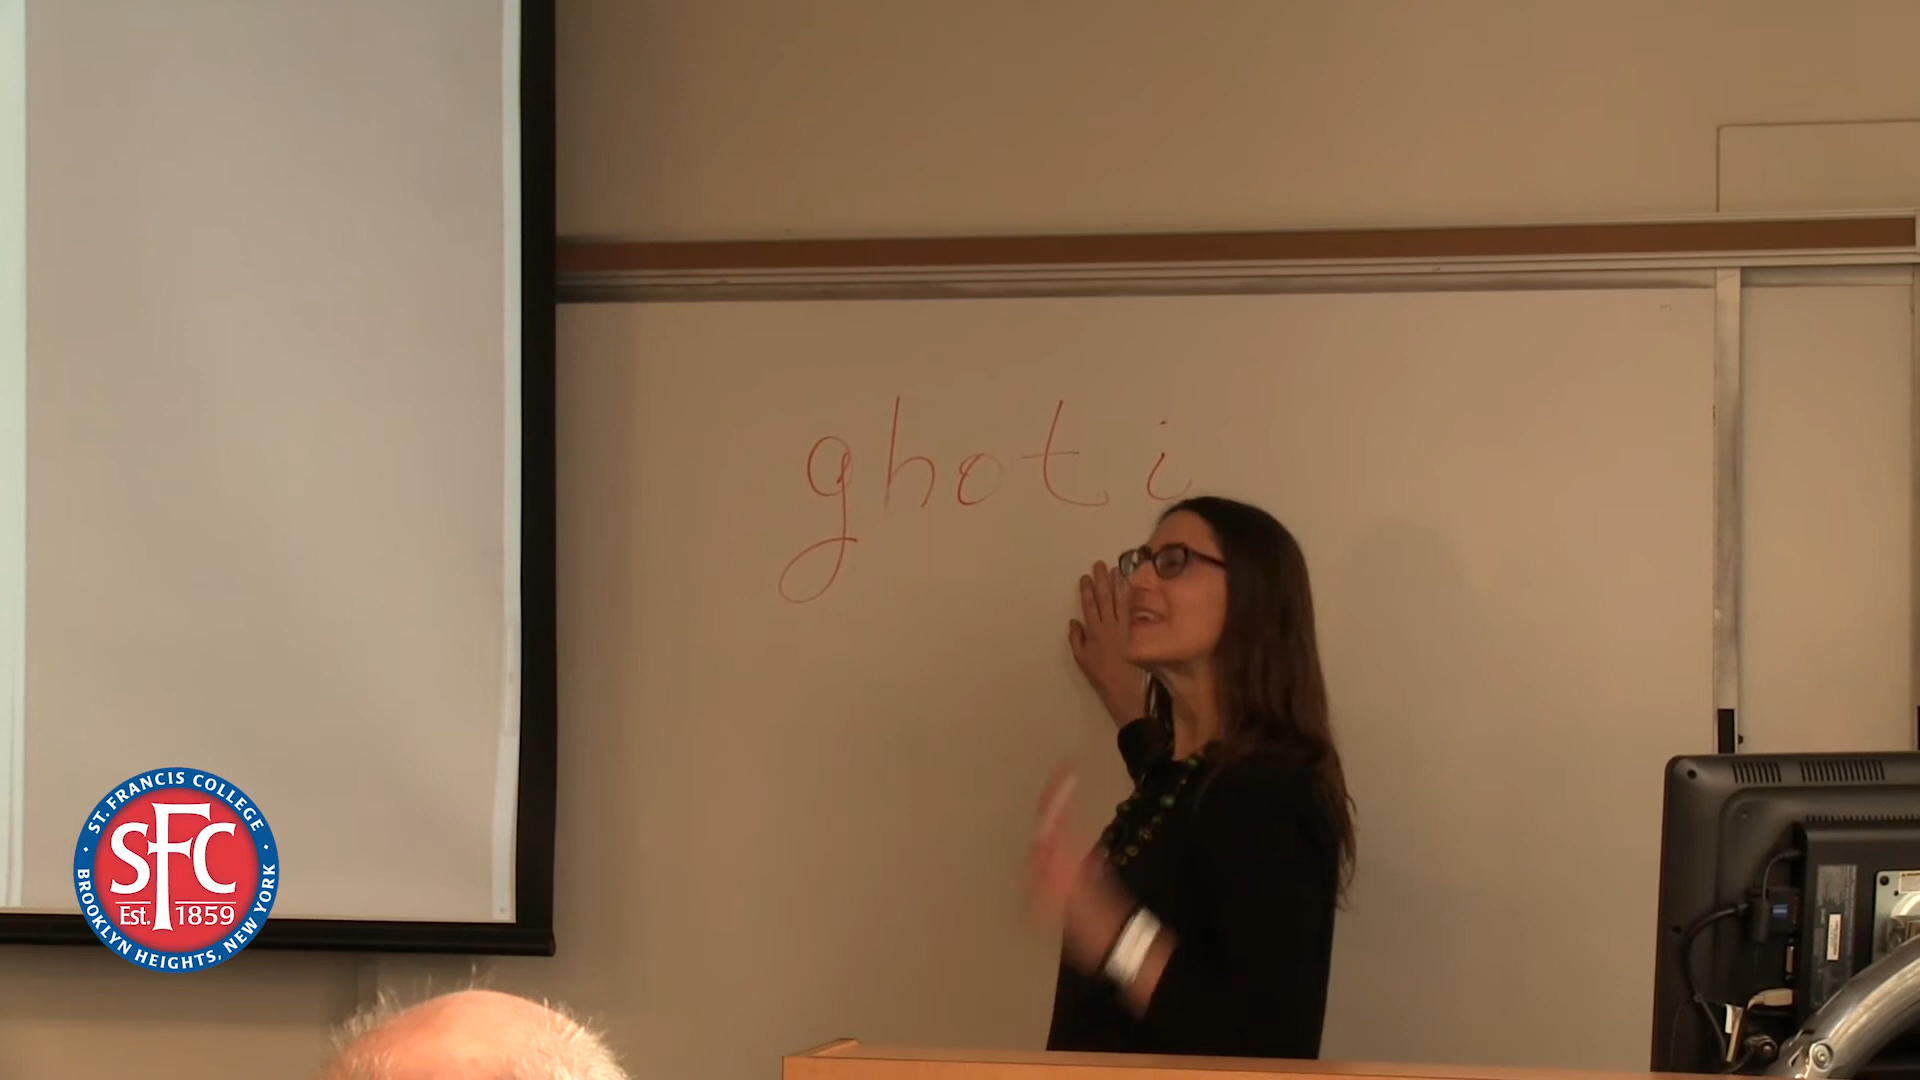 ghoti
ST. FRANCIS COLLEGE
SFC
Est. 1859
BROOKLYN HEIGHTS, NEW YORK